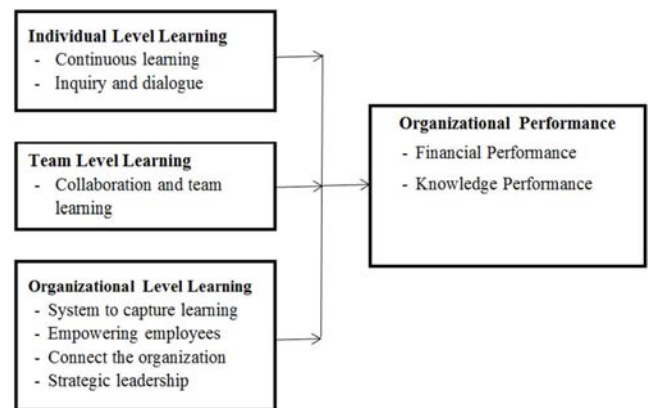 Individual Level Learning
- Continuous learning
- Inquiry and dialogue
Team Level Learning
- Collaboration and team
learning
Organizational Level Learning
- System to capture learning
- Empowering employees
- Connect the organization
- Strategic leadership
Organizational Performance
- Financial Performance
- Knowledge Performance